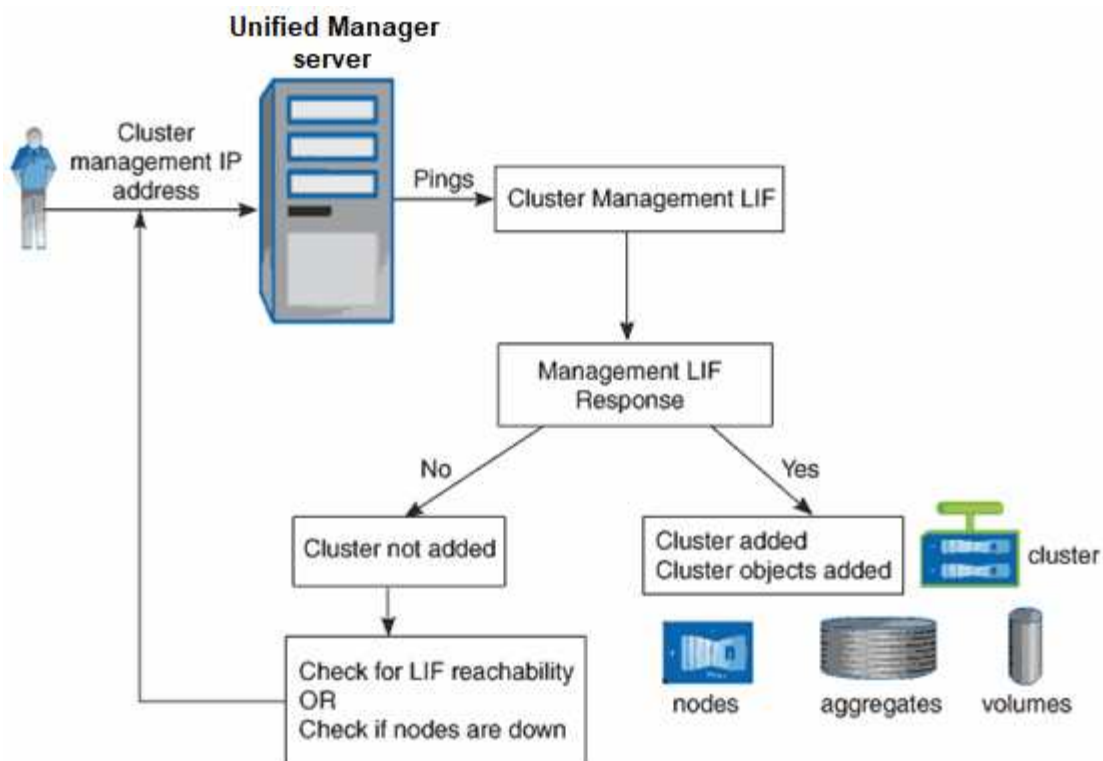 Unified Manager
server
Cluster
management IP
address
Pings
Cluster Management LIF
Management LIF
Response
No
Yes
Cluster not added
Cluster added
Cluster objects added
cluster
Check for LIF reachability
OR
Check if nodes are down
nodes
aggregates
volumes